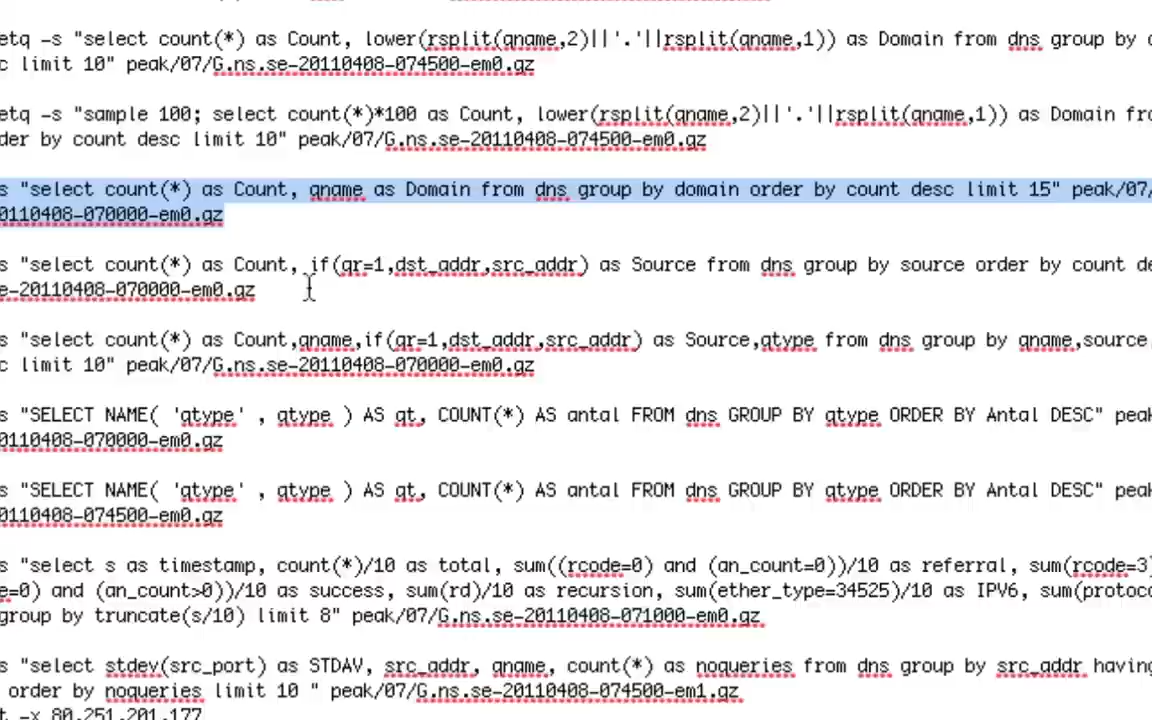 etq -s "select count(*) as Count, lower(rsplit(qname,2)||'.'||rsplit(qname,1)) as Domain from dns group by
c limit 10" peak/07/G.ns.se-20110408-074500-em0.gz
etq -s "sample 100; select count(*)*100 as Count, lower(rsplit(qname,2)||'.'||rsplit(qname,1)) as Domain
der by count desc limit 10" peak/07/G.ns.se-20110408-074500-em0.gz
s "select count(*) as Count, qname as Domain from dns group by domain order by count desc limit 15" peak/07/
0110408-070000-em0.gz
s "select count(*) as Count, if(qr=1,dst_addr,src_addr) as Source from dns group by source order by count de
e-20110408-070000-em0.gz
s "select count(*) as Count,qname,if(qr=1,dst_addr,src_addr) as Source,qtype from dns group by qname,source,
c limit 10" peak/07/G.ns.se-20110408-070000-em0.gz
s "SELECT NAME( 'qtype' , qtype ) AS qt, COUNT(*) AS antal FROM dns GROUP BY qtype ORDER BY Antal DESC" peak
0110408-070000-em0.gz
s "SELECT NAME( 'qtype' , qtype ) AS qt, COUNT(*) AS antal FROM dns GROUP BY qtype ORDER BY Antal DESC" peak
0110408-074500-em0.gz
s "select s as timestamp, count(*)/10 as total, sum((rcode=0) and (an_count=0))/10 as referral, sum(rcode=3)
e=0) and (an_count>0))/10 as success, sum(rd)/10 as recursion, sum(ether_type=34525)/10 as IPV6, sum(protoco
group by truncate(s/10) limit 8" peak/07/G.ns.se-20110408-071000-em0.gz
s "select stdev(src_port) as STDAV, src_addr, qname, count(*) as noqueries from dns group by src_addr having
order by noqueries limit 10 " peak/07/G.ns.se-20110408-074500-em1.gz
t -x 80.251.201.177